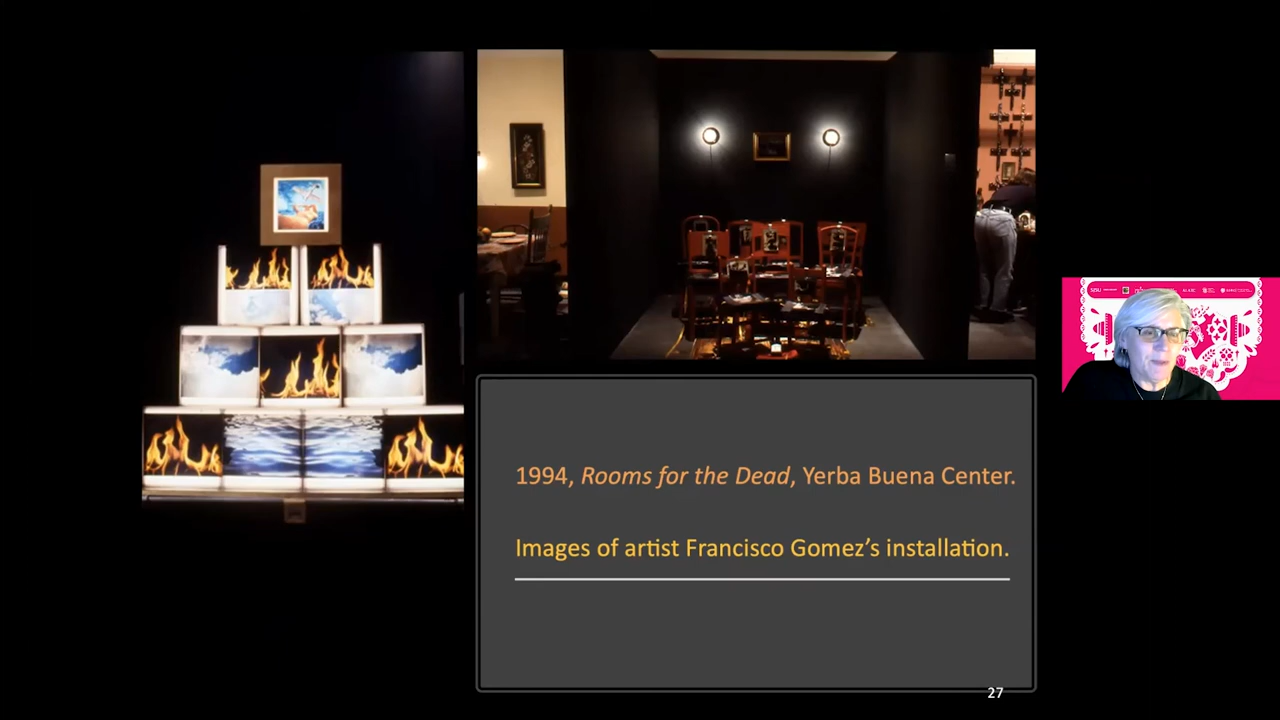 1994, Rooms for the Dead, Yerba Buena Center.
Images of artist Francisco Gomez’s installation.
27